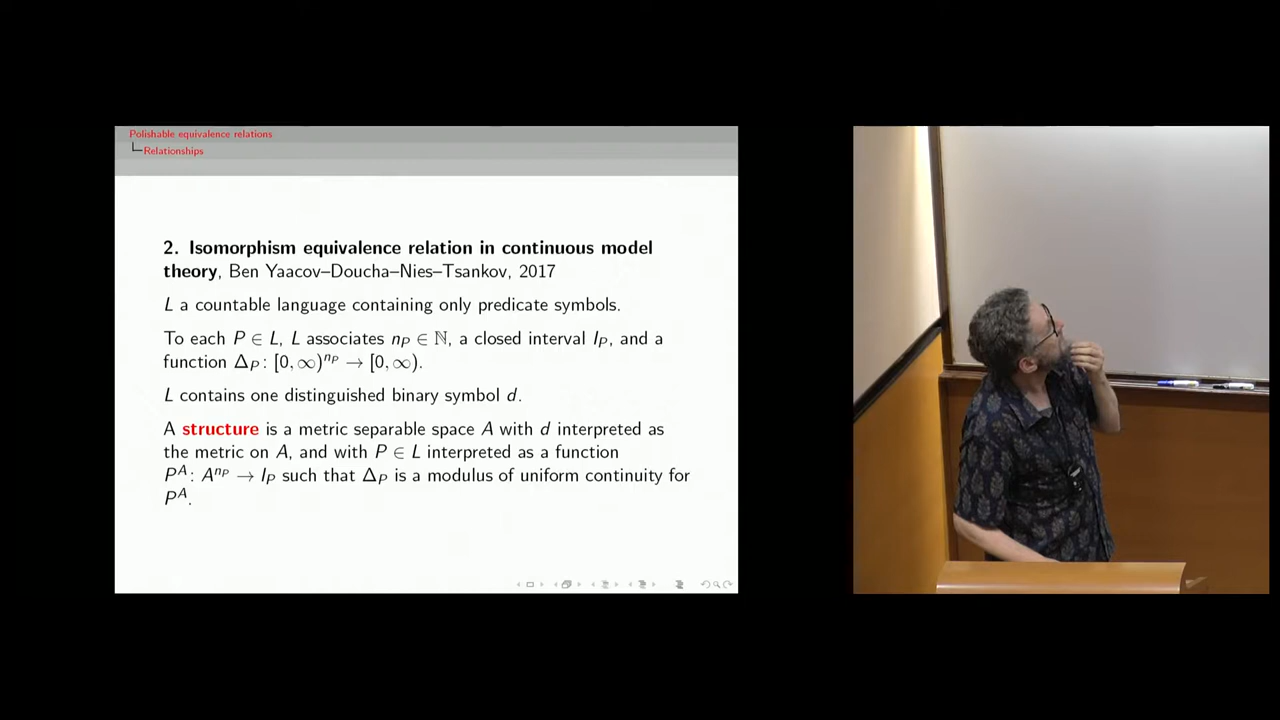 Polishable equivalence relations
Relationships
2. Isomorphism equivalence relation in continuous model
theory, Ben Yaacov–Doucha–Nies–Tsankov, 2017
L a countable language containing only predicate symbols.
To each P ∈ L, L associates n_P ∈ ℕ, a closed interval I_P, and a
function Δ_P : [0, ∞)^{n_P} → [0, ∞).
L contains one distinguished binary symbol d.
A structure is a metric separable space A with d interpreted as
the metric on A, and with P ∈ L interpreted as a function
P^A : A^{n_P} → I_P such that Δ_P is a modulus of uniform continuity for
P^A.